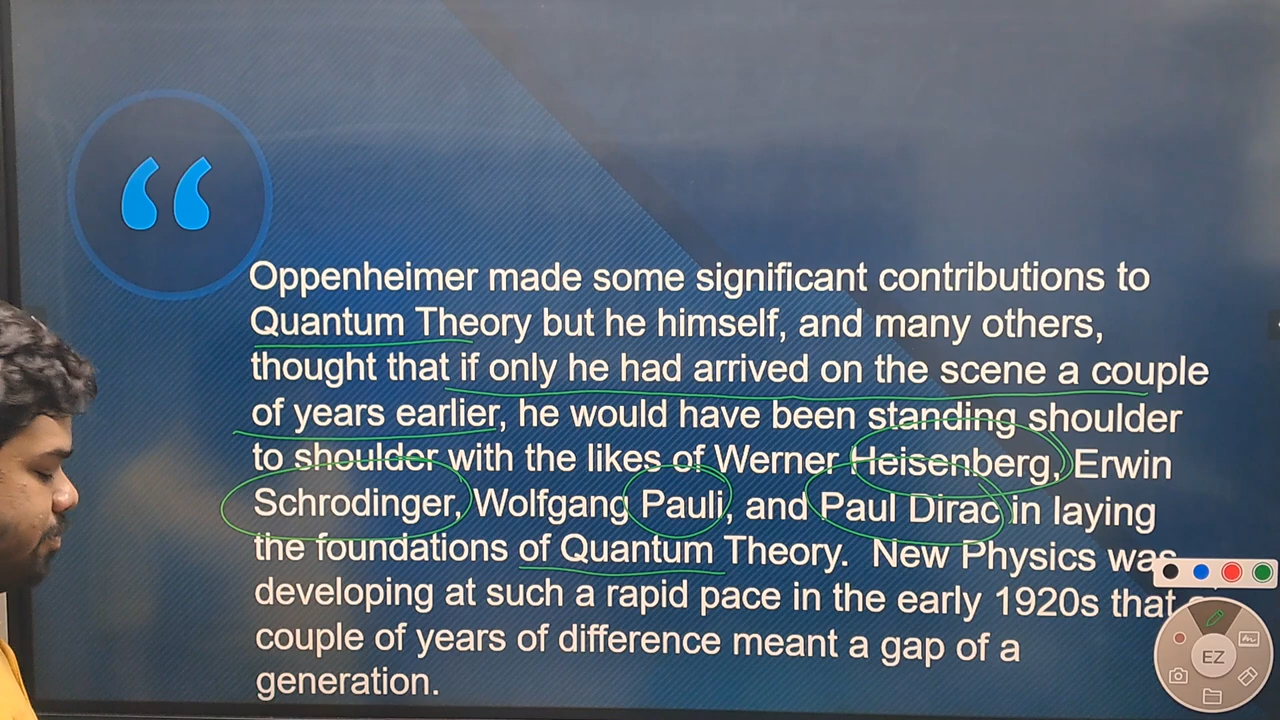 “
Oppenheimer made some significant contributions to
Quantum Theory but he himself, and many others,
thought that if only he had arrived on the scene a couple
of years earlier, he would have been standing shoulder
to shoulder with the likes of Werner Heisenberg, Erwin
Schrodinger, Wolfgang Pauli, and Paul Dirac in laying
the foundations of Quantum Theory. New Physics was
developing at such a rapid pace in the early 1920s that
couple of years of difference meant a gap of a
generation.
EZ